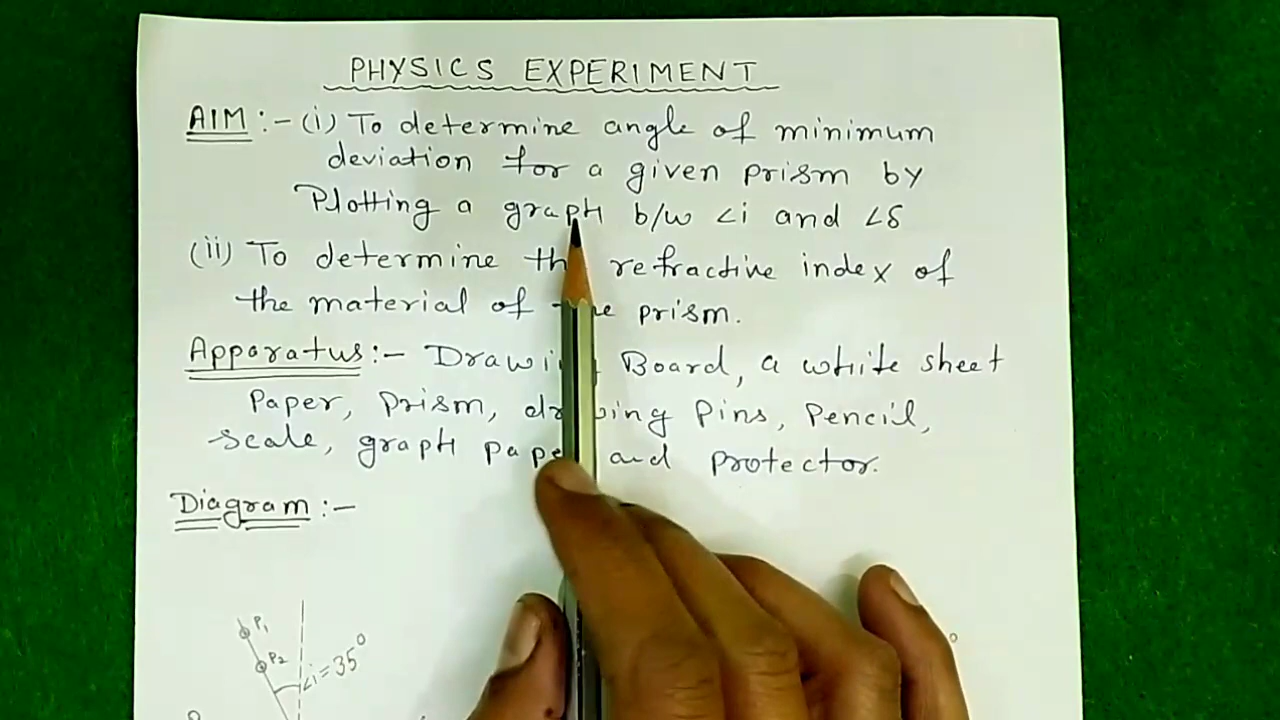 PHYSICS EXPERIMENT
AIM :- (i) To determine angle of minimum
deviation for a given prism by
Plotting a graph b/w ∠i and ∠δ
(ii) To determine refractive index of
the material of prism.
Apparatus :- Board, a white sheet
Paper, prism, pins, Pencil,
scale, graph and protector.
Diagram :-
P₁
P₂
∠i = 35°